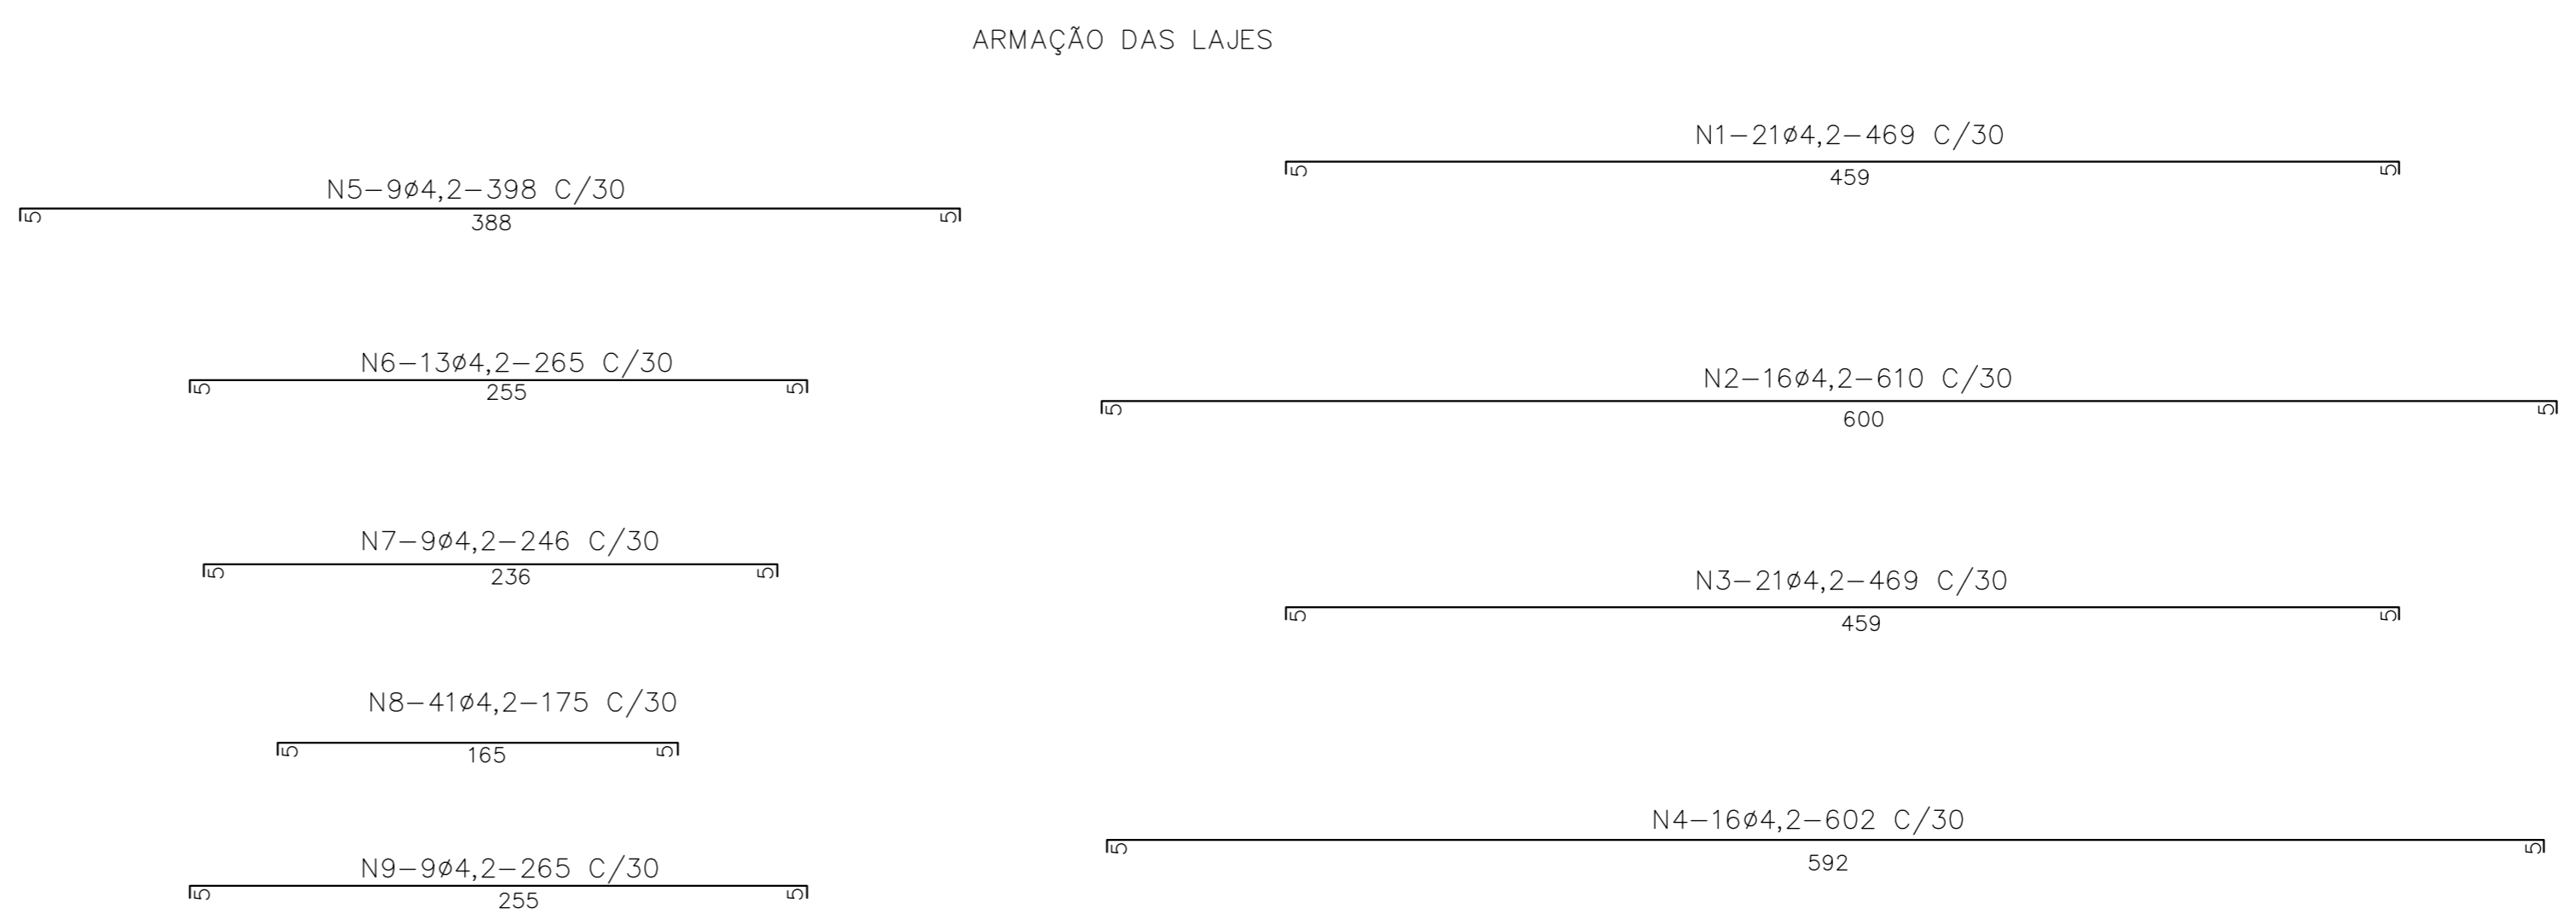 ARMAÇÃO DAS LAJES
N5-9ø4,2-398 C/30
5 5
388
N6-13ø4,2-265 C/30
5 5
255
N7-9ø4,2-246 C/30
5 5
236
N8-41ø4,2-175 C/30
5 5
165
N9-9ø4,2-265 C/30
5 5
255
N1-21ø4,2-469 C/30
5 5
459
N2-16ø4,2-610 C/30
5 5
600
N3-21ø4,2-469 C/30
5 5
459
N4-16ø4,2-602 C/30
5 5
592